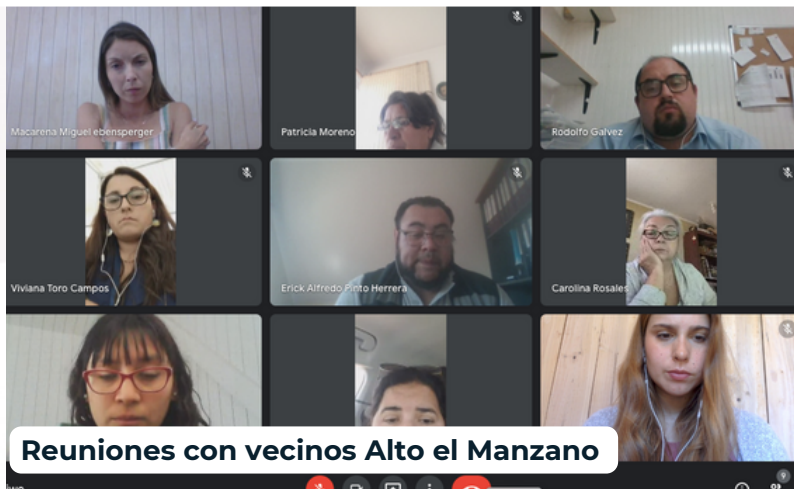 Macarena Miguel ebensperger
Patricia Moreno
Rodolfo Galvez
Viviana Toro Campos
Erick Alfredo Pinto Herrera
Carolina Rosales
Reuniones con vecinos Alto el Manzano
9